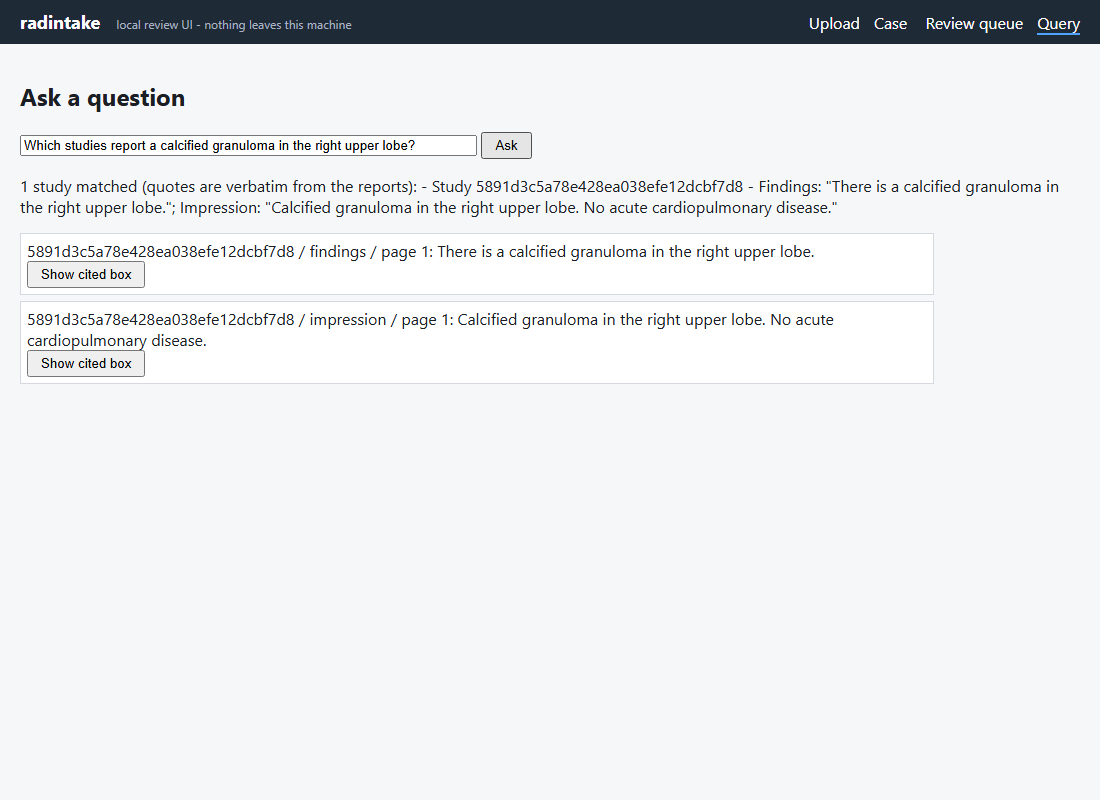 radintake local review UI - nothing leaves this machine Upload Case Review queue Query
Ask a question
Which studies report a calcified granuloma in the right upper lobe? Ask
1 study matched (quotes are verbatim from the reports): - Study 5891d3c5a78e428ea038efe12dcbf7d8 - Findings: "There is a calcified granuloma in
the right upper lobe."; Impression: "Calcified granuloma in the right upper lobe. No acute cardiopulmonary disease."
5891d3c5a78e428ea038efe12dcbf7d8 / findings / page 1: There is a calcified granuloma in the right upper lobe.
Show cited box
5891d3c5a78e428ea038efe12dcbf7d8 / impression / page 1: Calcified granuloma in the right upper lobe. No acute
cardiopulmonary disease.
Show cited box